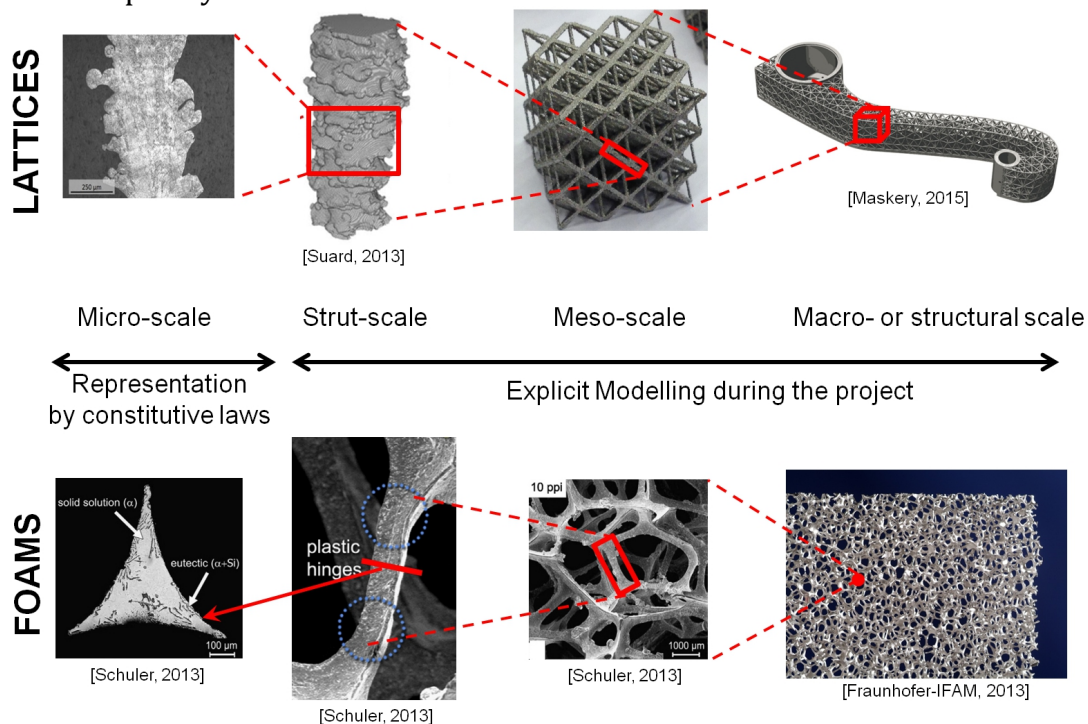 LATTICES
250 µm
[Suard, 2013]
[Maskery, 2015]
Micro-scale
Strut-scale
Meso-scale
Macro- or structural scale
Representation
by constitutive laws
Explicit Modelling during the project
FOAMS
solid solution (α)
eutectic (α+Si)
100 µm
[Schuler, 2013]
plastic
hinges
[Schuler, 2013]
10 ppi
1000 µm
[Schuler, 2013]
[Fraunhofer-IFAM, 2013]